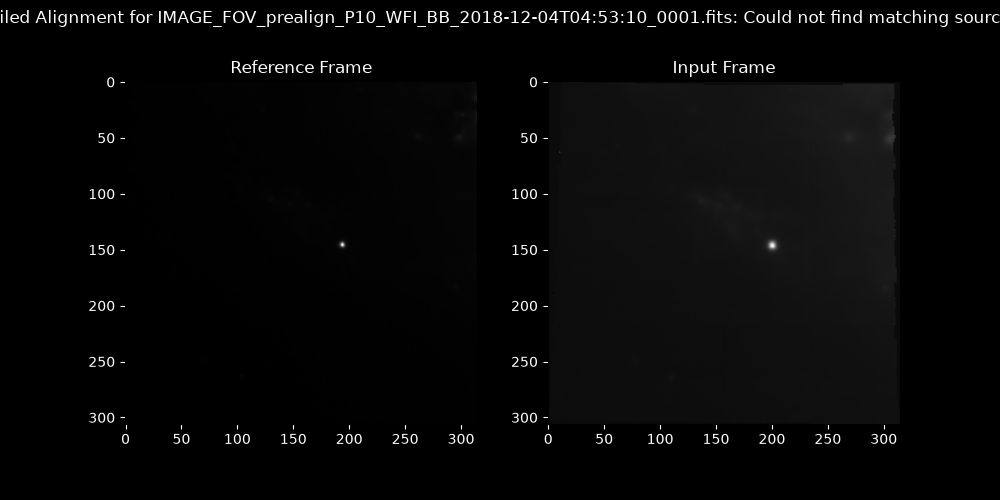 iled Alignment for IMAGE_FOV_prealign_P10_WFI_BB_2018-12-04T04:53:10_0001.fits: Could not find matching sourc
Reference Frame
Input Frame
0
50
100
150
200
250
300
0
50
100
150
200
250
300
0 50 100 150 200 250 300
0 50 100 150 200 250 300